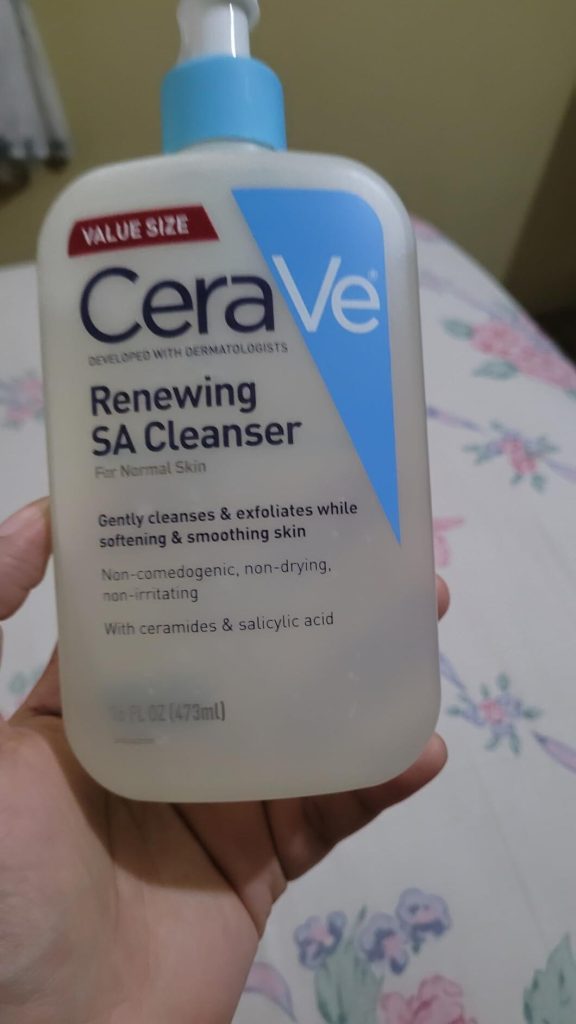 VALUE SIZE
CeraVe®
DEVELOPED WITH DERMATOLOGISTS
Renewing
SA Cleanser
For Normal Skin
Gently cleanses & exfoliates while
softening & smoothing skin
Non-comedogenic, non-drying,
non-irritating
With ceramides & salicylic acid
16 FL OZ (473ml)